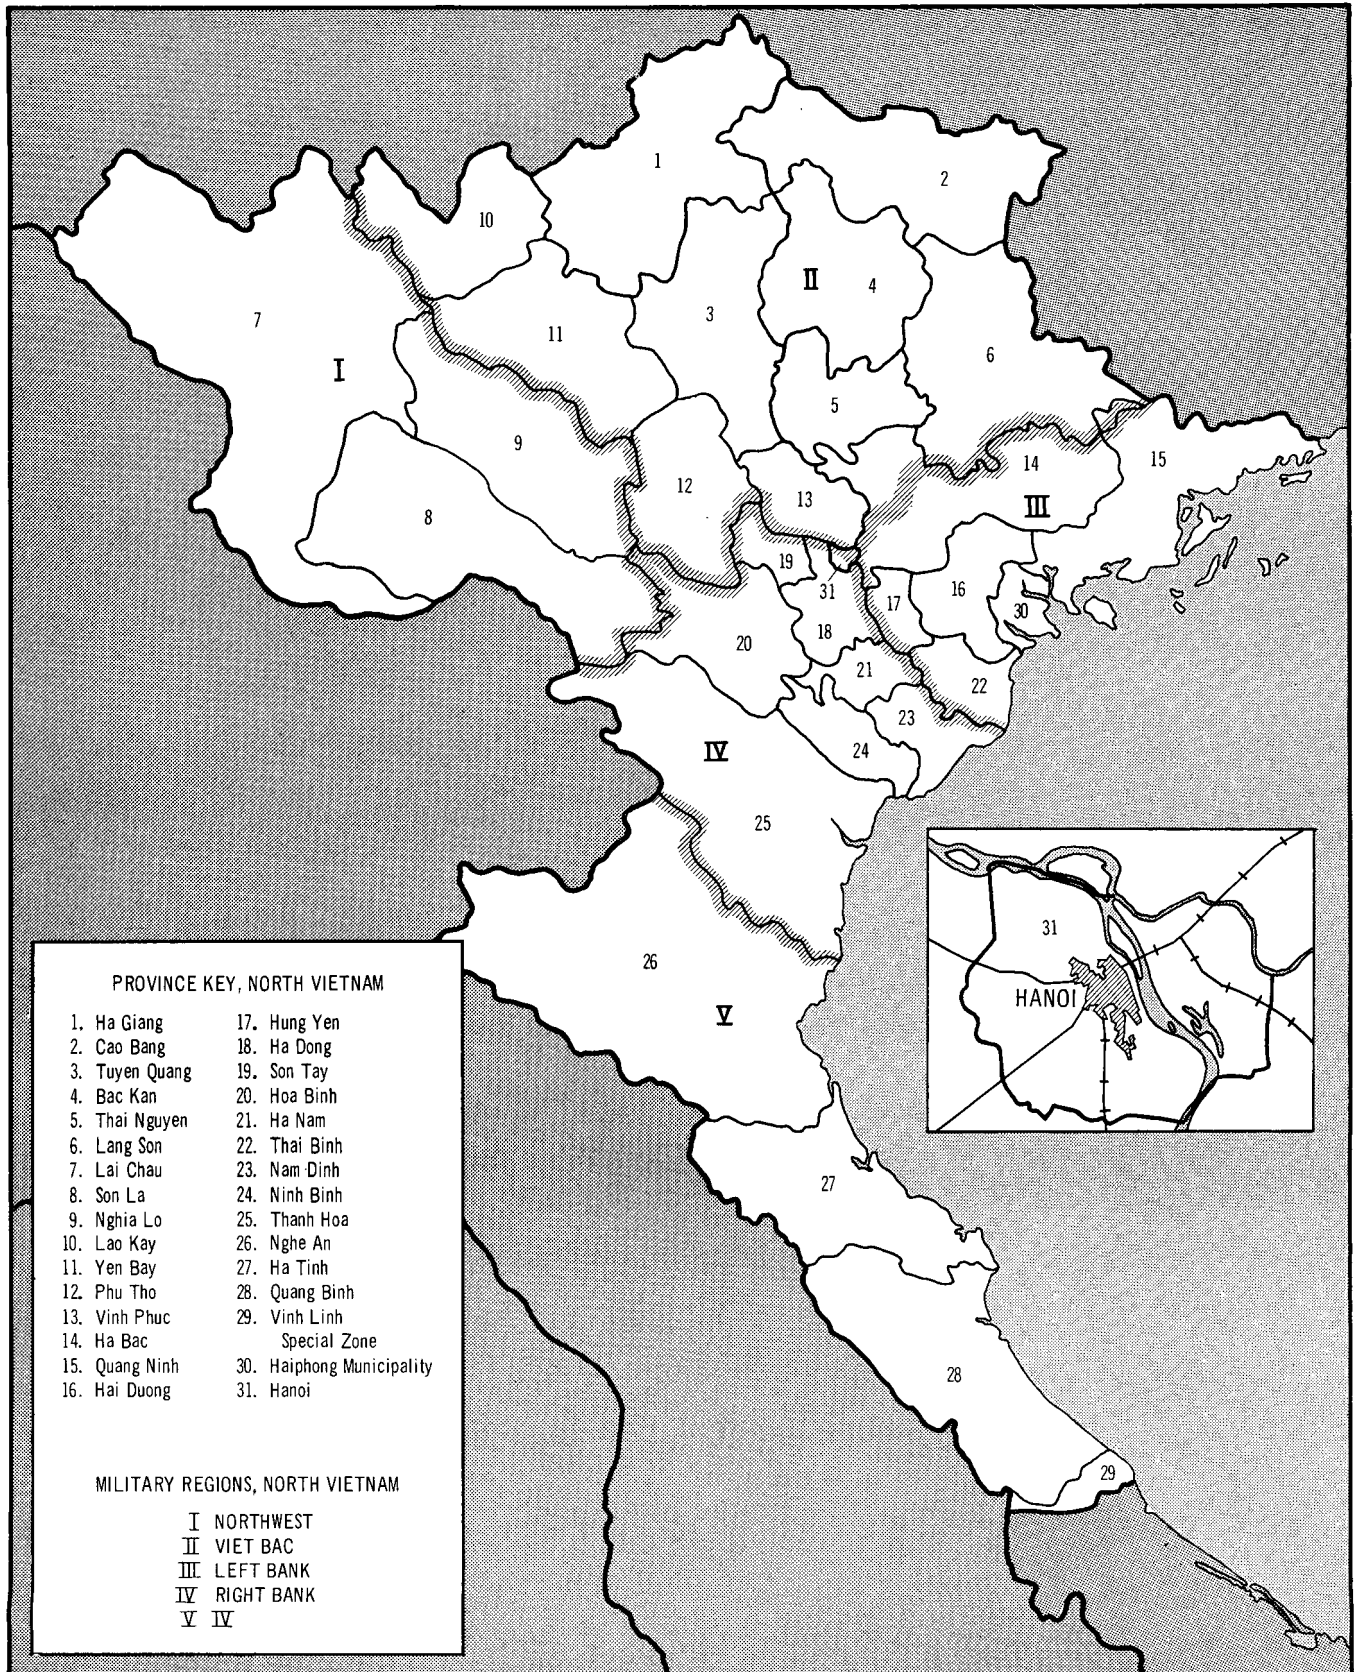 1
2
10
II
4
7
3
11
6
I
5
9
14
15
12
13
8
III
19
31
16
17
30
18
20
21
22
23
IV
24
25
31
HANOI
26
V
27
28
29
PROVINCE KEY, NORTH VIETNAM
1. Ha Giang
2. Cao Bang
3. Tuyen Quang
4. Bac Kan
5. Thai Nguyen
6. Lang Son
7. Lai Chau
8. Son La
9. Nghia Lo
10. Lao Kay
11. Yen Bay
12. Phu Tho
13. Vinh Phuc
14. Ha Bac
15. Quang Ninh
16. Hai Duong
17. Hung Yen
18. Ha Dong
19. Son Tay
20. Hoa Binh
21. Ha Nam
22. Thai Binh
23. Nam Dinh
24. Ninh Binh
25. Thanh Hoa
26. Nghe An
27. Ha Tinh
28. Quang Binh
29. Vinh Linh
Special Zone
30. Haiphong Municipality
31. Hanoi
MILITARY REGIONS, NORTH VIETNAM
I NORTHWEST
II VIET BAC
III LEFT BANK
IV RIGHT BANK
V IV